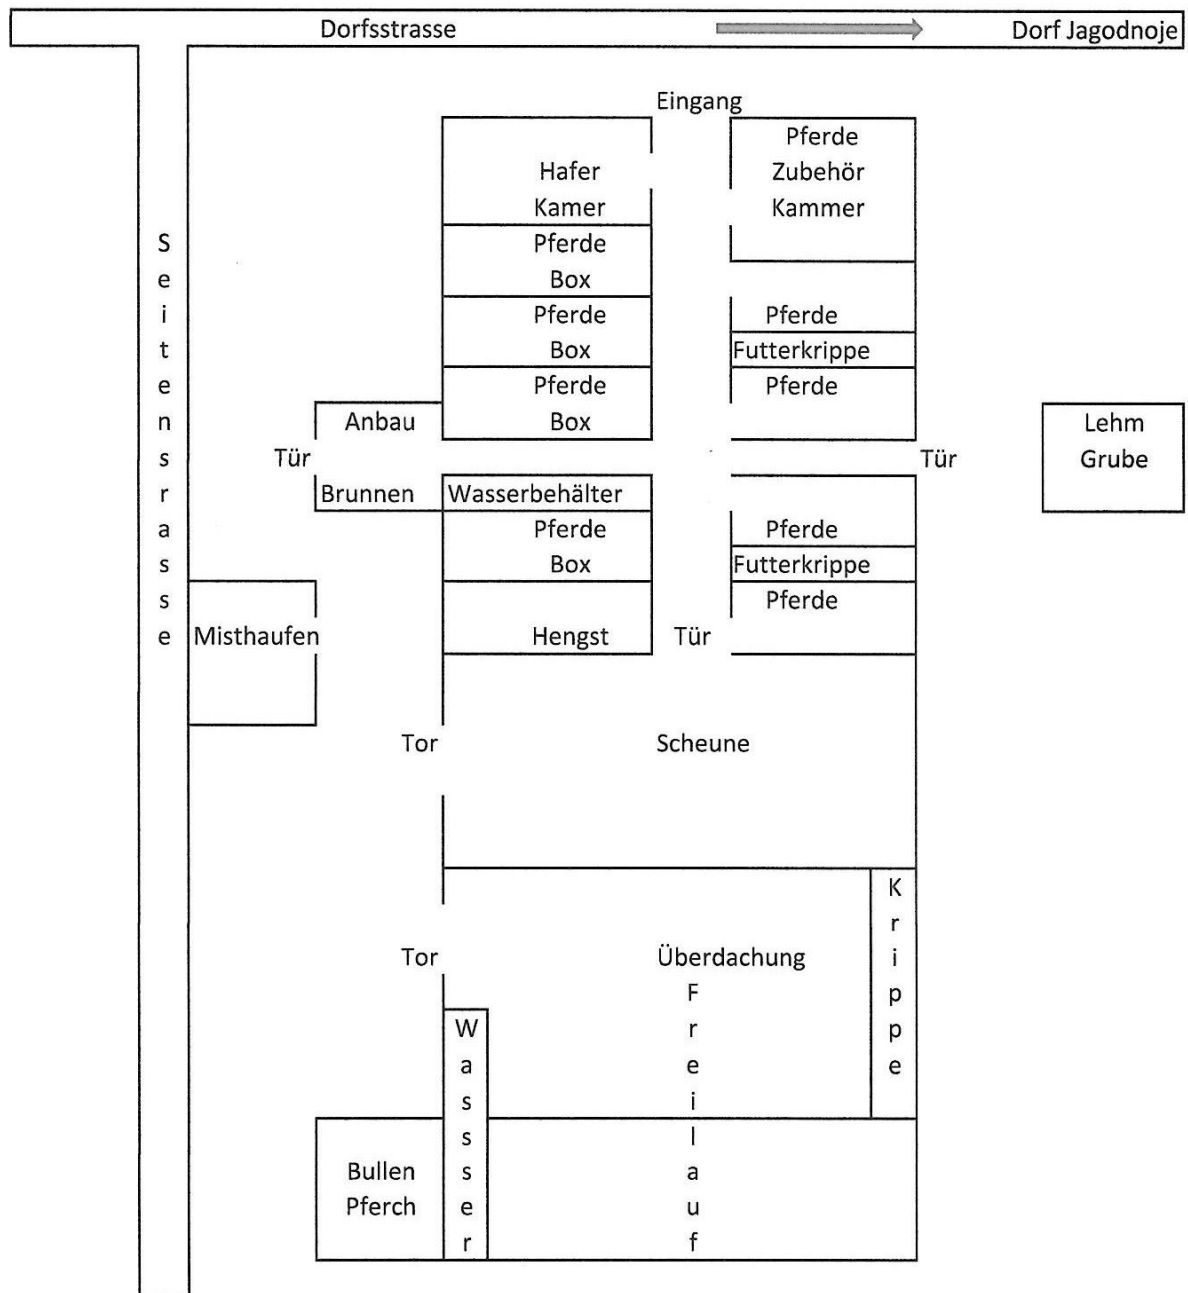 Dorfsstrasse Dorf Jagodnoje
Eingang
Pferde
Hafer Zubehör
Kamer Kammer
Pferde
Box
Pferde Pferde
Box Futterkrippe
Pferde Pferde
Anbau Box Lehm
Tür Tür Grube
Brunnen Wasserbehälter
Pferde Pferde
Box Futterkrippe
Pferde
Misthaufen Hengst Tür
Seitensrasse
Tor Scheune
Krippe
Tor Überdachung
Freilauf
Wasser
Bullen
Pferch